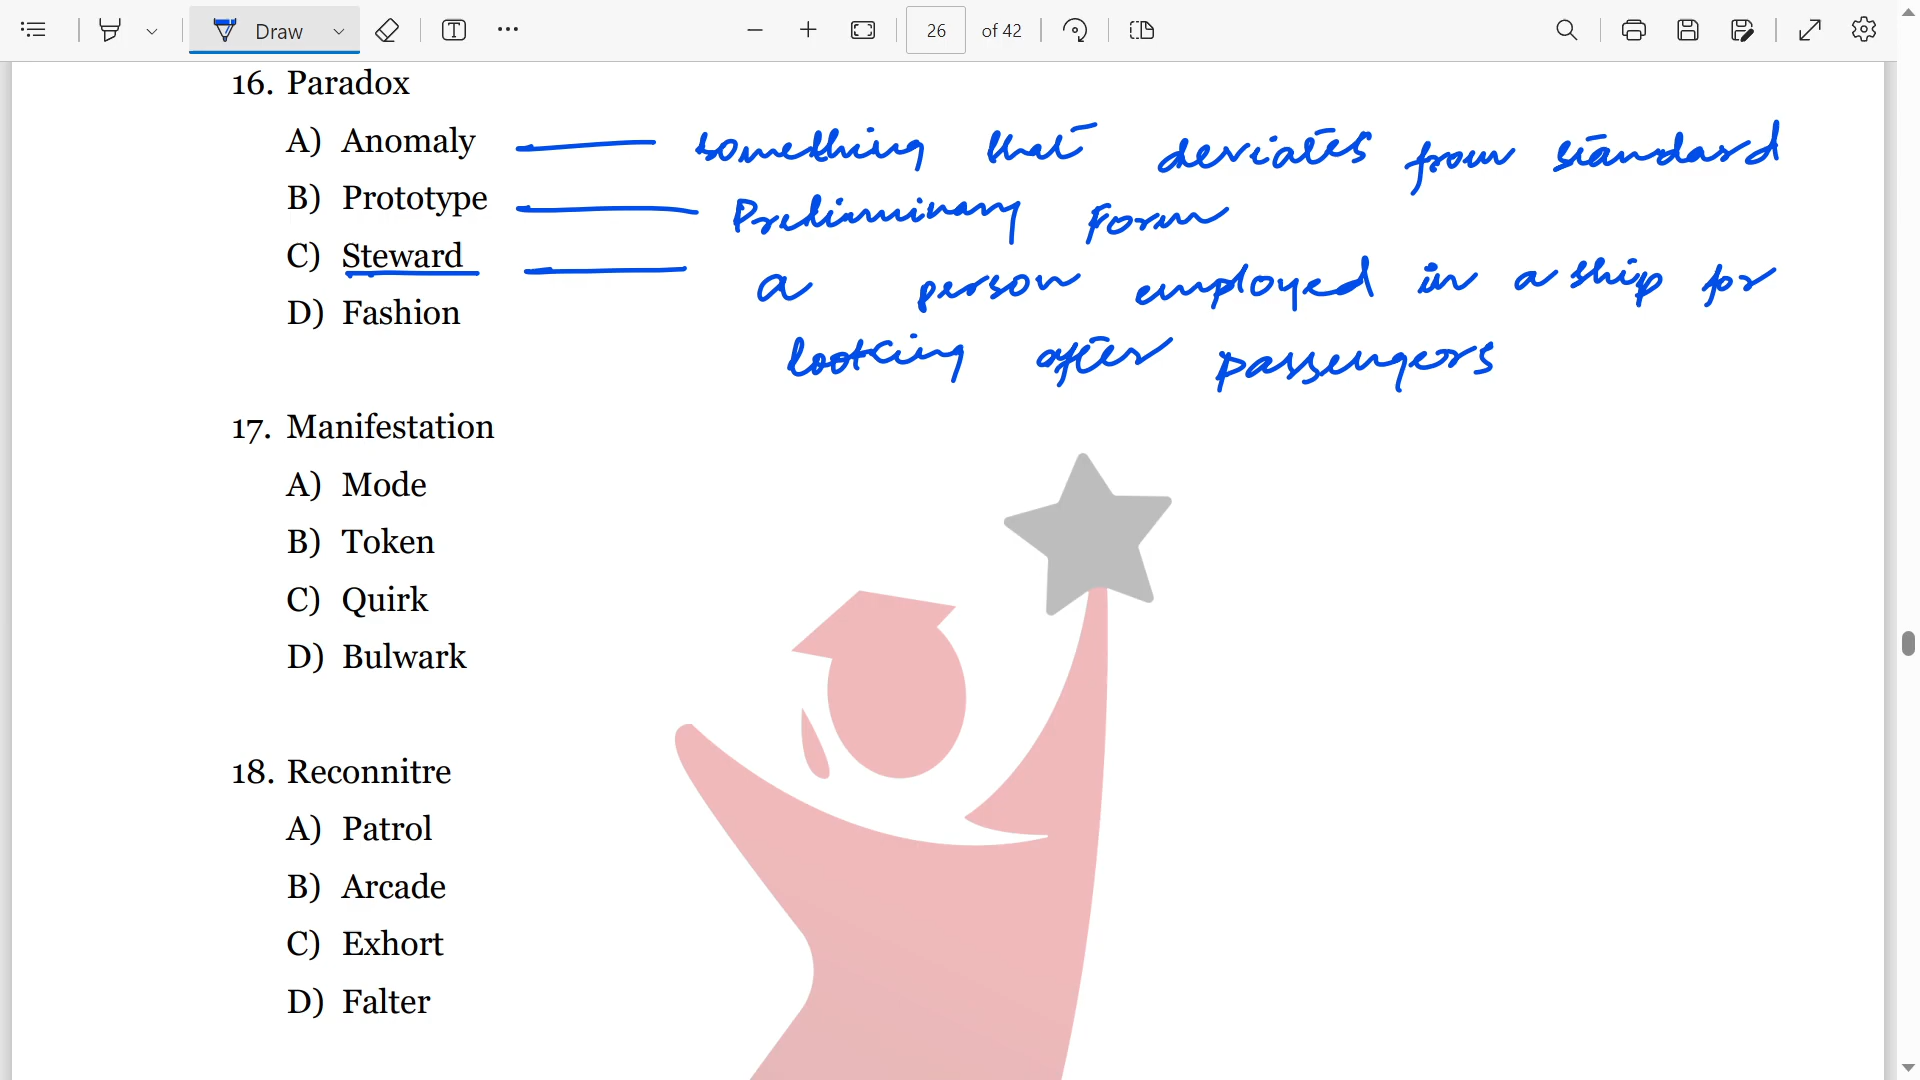 Draw 26 of 42
16. Paradox
A) Anomaly something that deviates from standard
B) Prototype Preliminary Form
C) Steward a person employed in a ship for
D) Fashion
looking after passengers
17. Manifestation
A) Mode
B) Token
C) Quirk
D) Bulwark
18. Reconnitre
A) Patrol
B) Arcade
C) Exhort
D) Falter